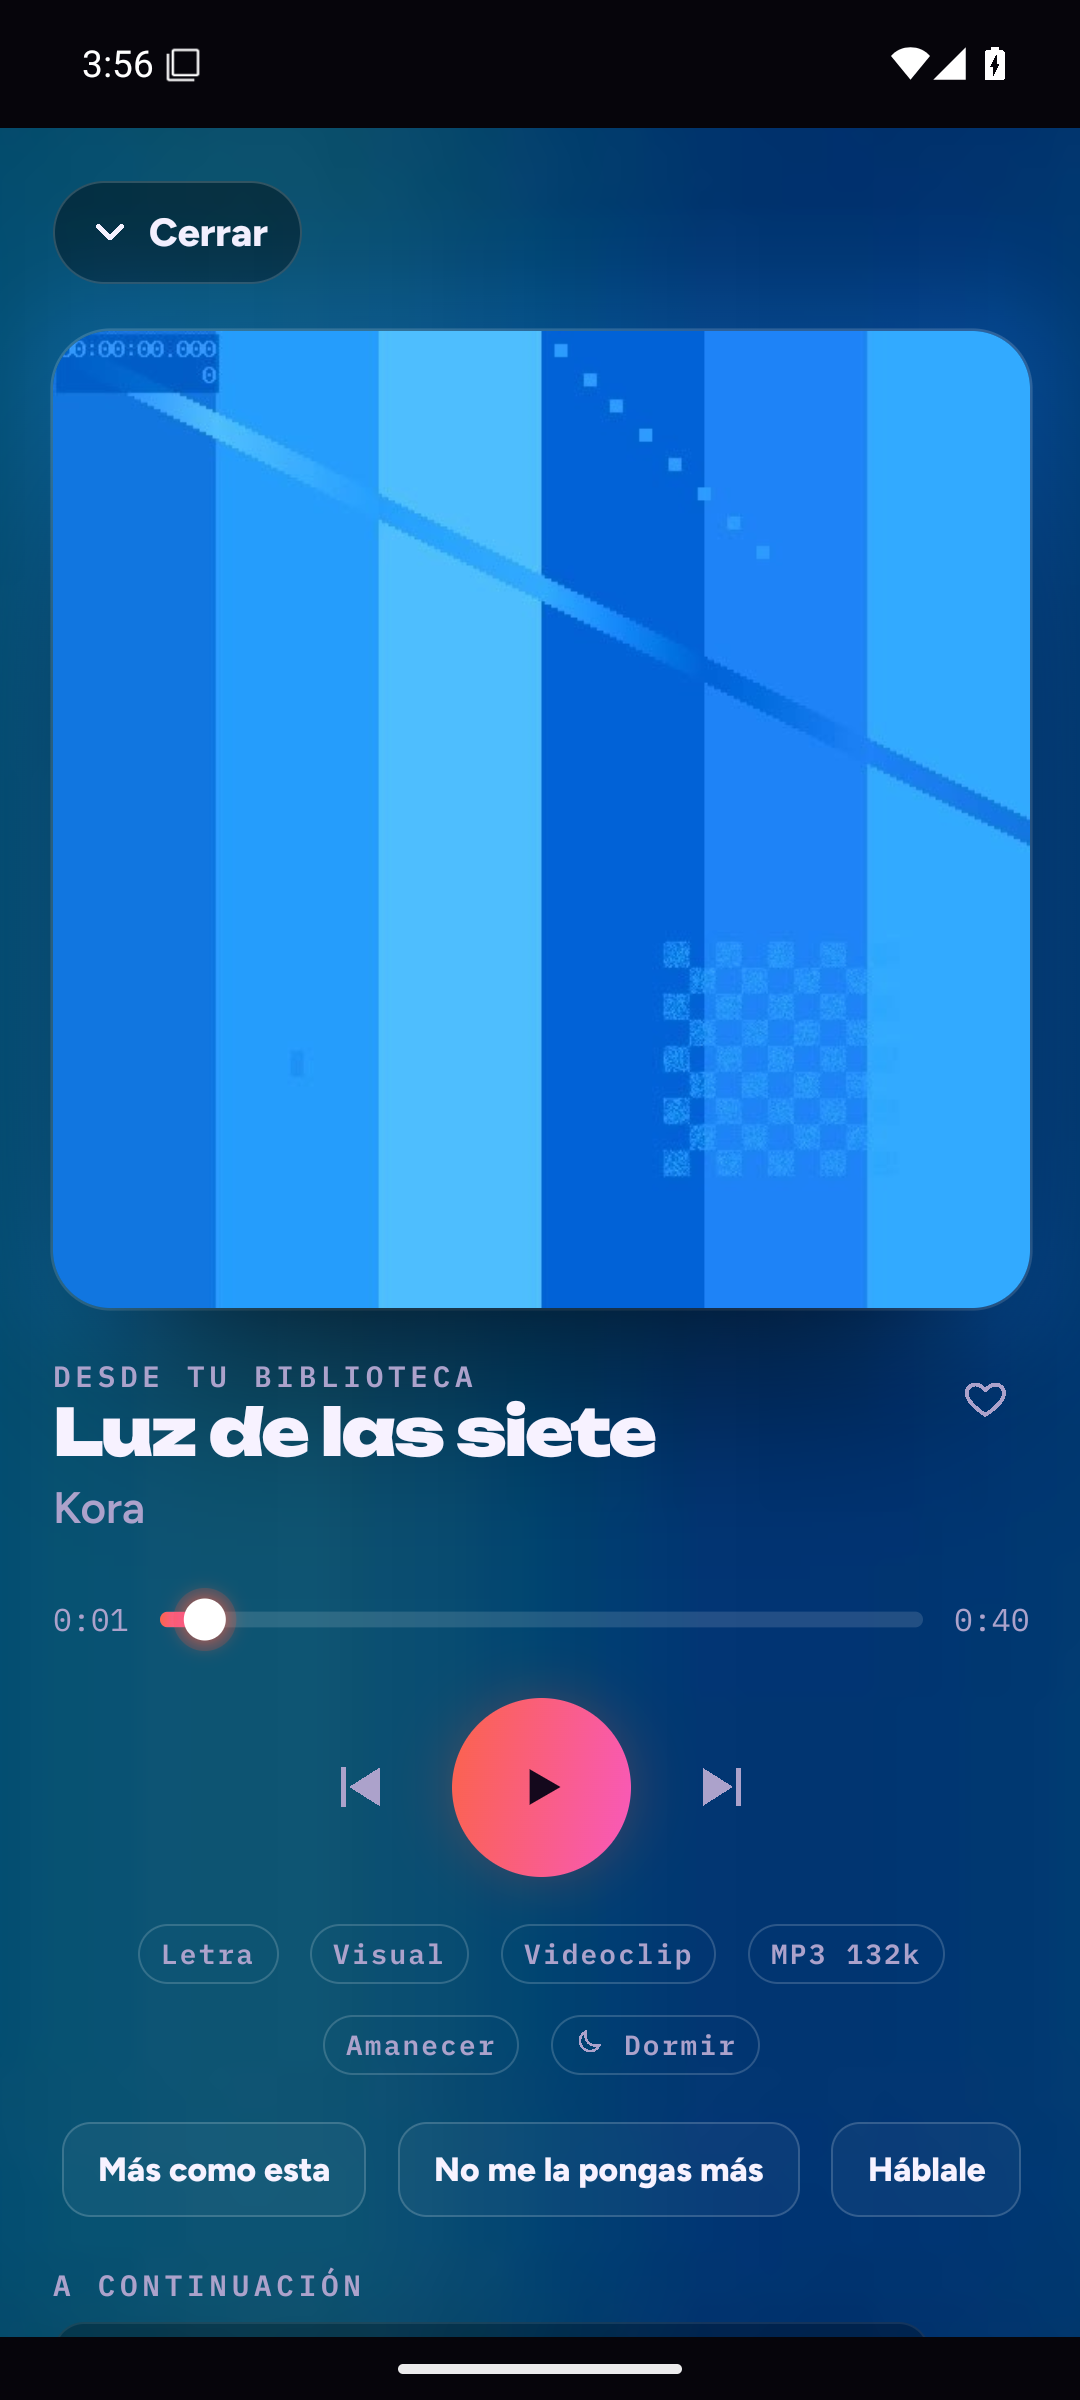 3:56
Cerrar
00:00:00.000
0
DESDE TU BIBLIOTECA
Luz de las siete
Kora
0:01
0:40
Letra
Visual
Videoclip
MP3 132k
Amanecer
Dormir
Más como esta
No me la pongas más
Háblale
A CONTINUACIÓN